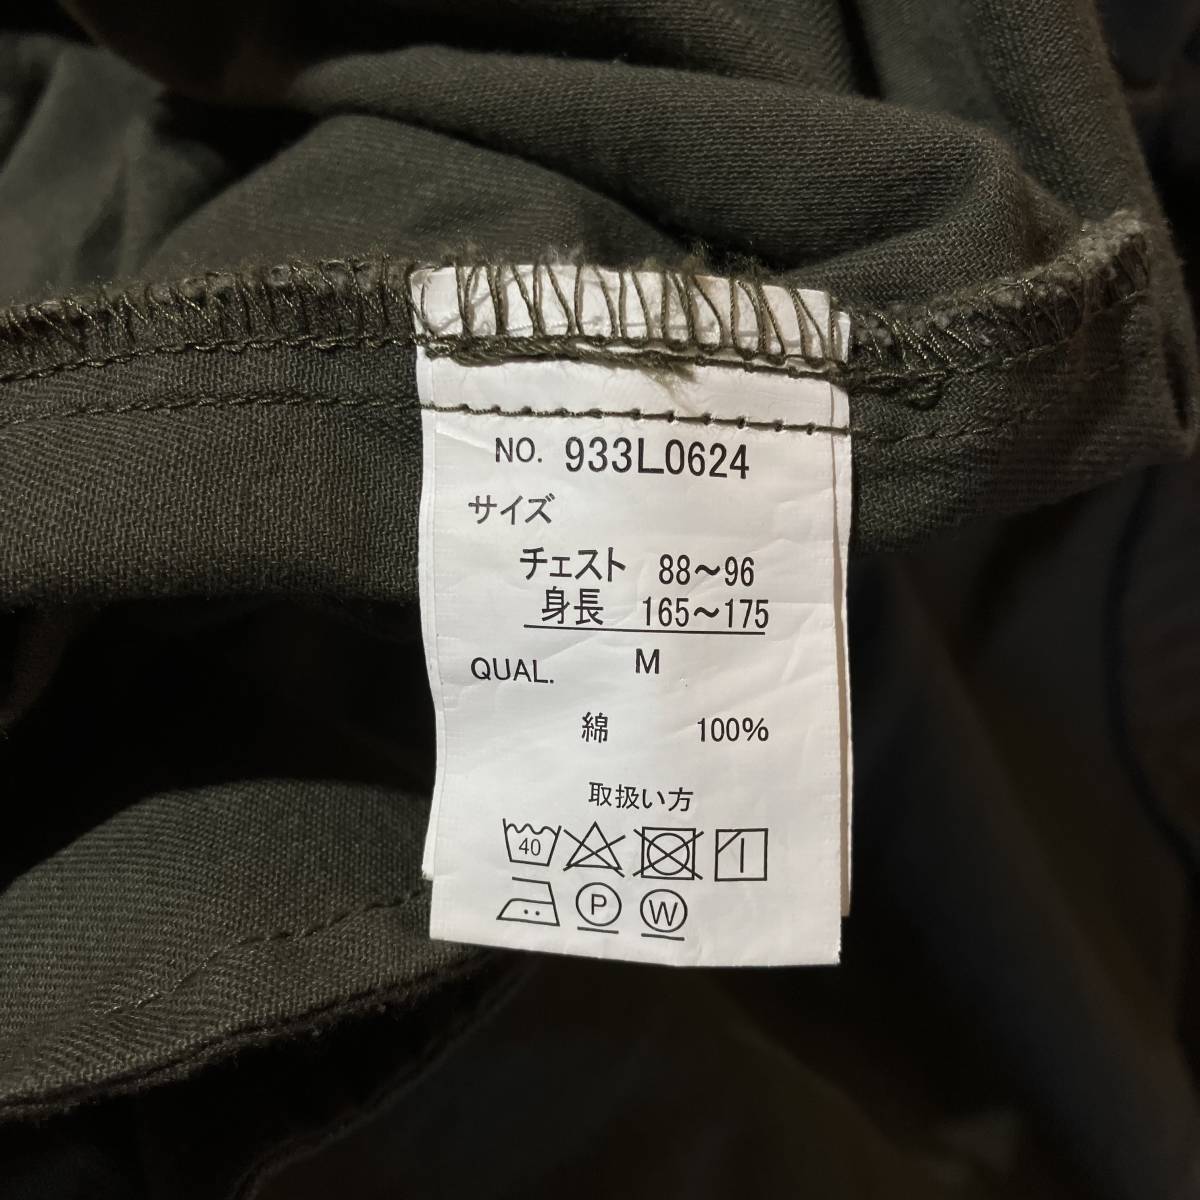 NO. 933L0624
サイズ
チェスト 88～96
身長 165～175
QUAL. M
綿 100%
取扱い方
40
P W